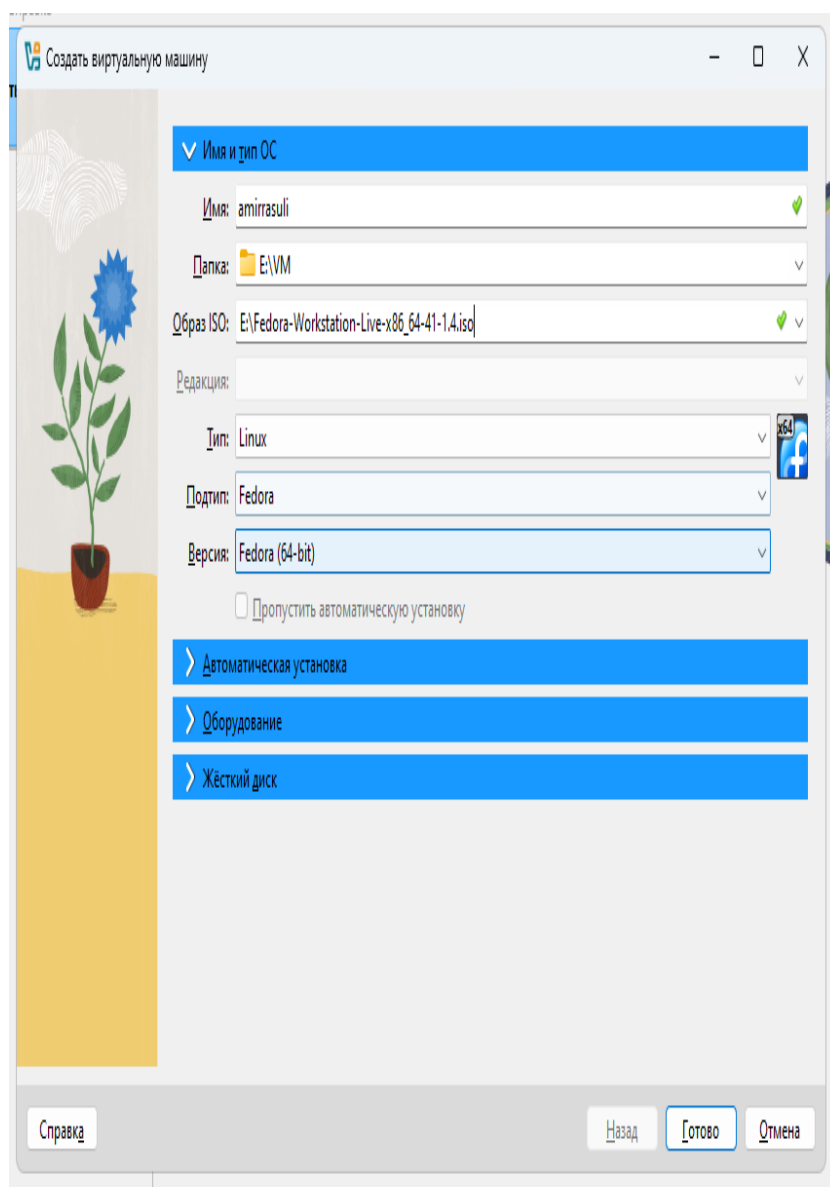 Создать виртуальную машину
Имя и тип ОС
Имя: amirrasuli
Папка: E:\VM
Образ ISO: E:\Fedora-Workstation-Live-x86_64-41-1.4.iso
Редакция:
Тип: Linux
x64
Подтип: Fedora
Версия: Fedora (64-bit)
Пропустить автоматическую установку
Автоматическая установка
Оборудование
Жёсткий диск
Справка Назад Готово Отмена